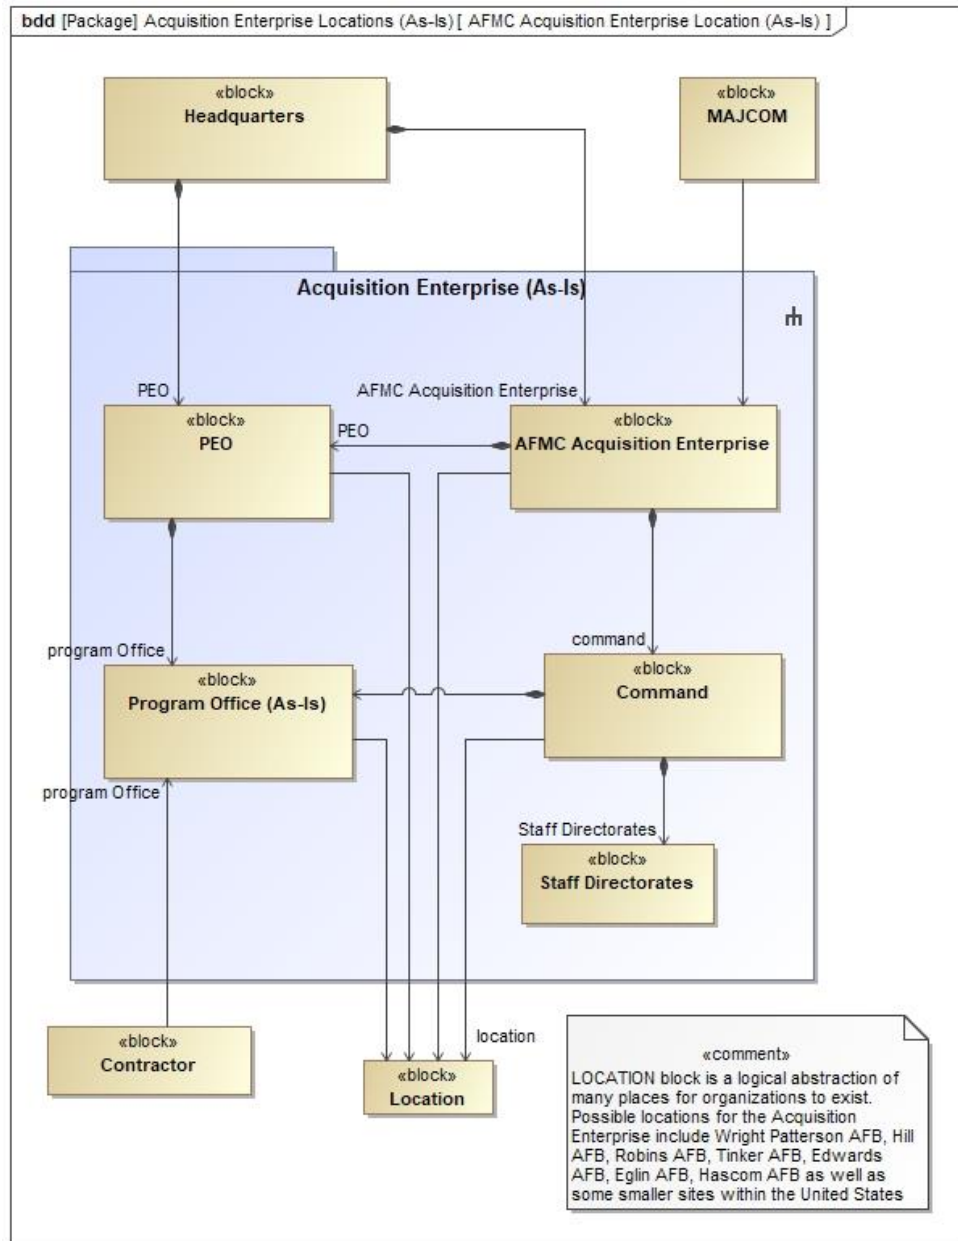 bdd [Package] Acquisition Enterprise Locations (As-Is) [ AFMC Acquisition Enterprise Location (As-Is) ]
«block»
Headquarters
«block»
MAJCOM
Acquisition Enterprise (As-Is)
PEO
AFMC Acquisition Enterprise
«block»
PEO
PEO
«block»
AFMC Acquisition Enterprise
program Office
command
«block»
Program Office (As-Is)
«block»
Command
program Office
Staff Directorates
«block»
Staff Directorates
«block»
Contractor
location
«block»
Location
«comment»
LOCATION block is a logical abstraction of
many places for organizations to exist.
Possible locations for the Acquisition
Enterprise include Wright Patterson AFB, Hill
AFB, Robins AFB, Tinker AFB, Edwards
AFB, Eglin AFB, Hascom AFB as well as
some smaller sites within the United States